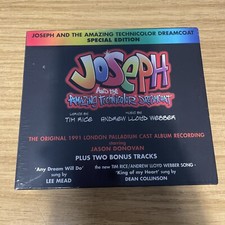 JOSEPH AND THE AMAZING TECHNICOLOR DREAMCOAT
SPECIAL EDITION
JOSEPH
AND THE
AMAZING TECHNICOLOR DREAMCOAT
LYRICS BY
TIM RICE
MUSIC BY
ANDREW LLOYD WEBBER
THE ORIGINAL 1991 LONDON PALLADIUM CAST ALBUM RECORDING
starring
JASON DONOVAN
PLUS TWO BONUS TRACKS
'Any Dream Will Do'
sung by
LEE MEAD
the new TIM RICE/ANDREW LLOYD WEBBER SONG -
'King of my Heart' sung by
DEAN COLLINSON